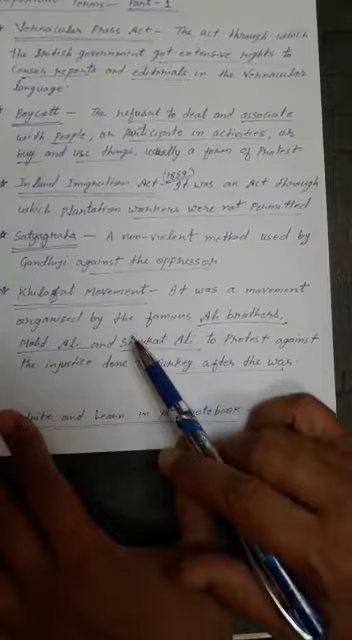 Terms - Part-1
* Vernacular Press Act - The act through which
the British government got extensive rights to
Censor reports and editorials in the Vernacular
language.
* Boycott - The refusal to deal and associate
with People, or Participate in activities, or
buy and use things, usually a form of Protest.
* Inland Imigration Act - (1859) It was an Act through
which plantation workers were not Permitted
* Satyagraha - A non-violent method used by
Gandhiji against the oppressor.
* Khilafat Movement - It was a movement
organised by the famous Ali brothers,
Mohd Ali and Shaukat Ali to Protest against
the injustice done Turkey after the war.
Write and Learn in notebook